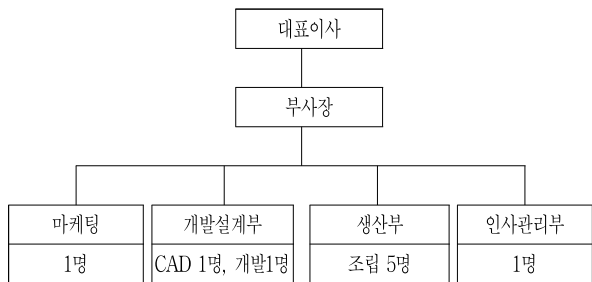 대표이사
부사장
마케팅
개발설계부
생산부
인사관리부
1명
CAD 1명, 개발1명
조립 5명
1명